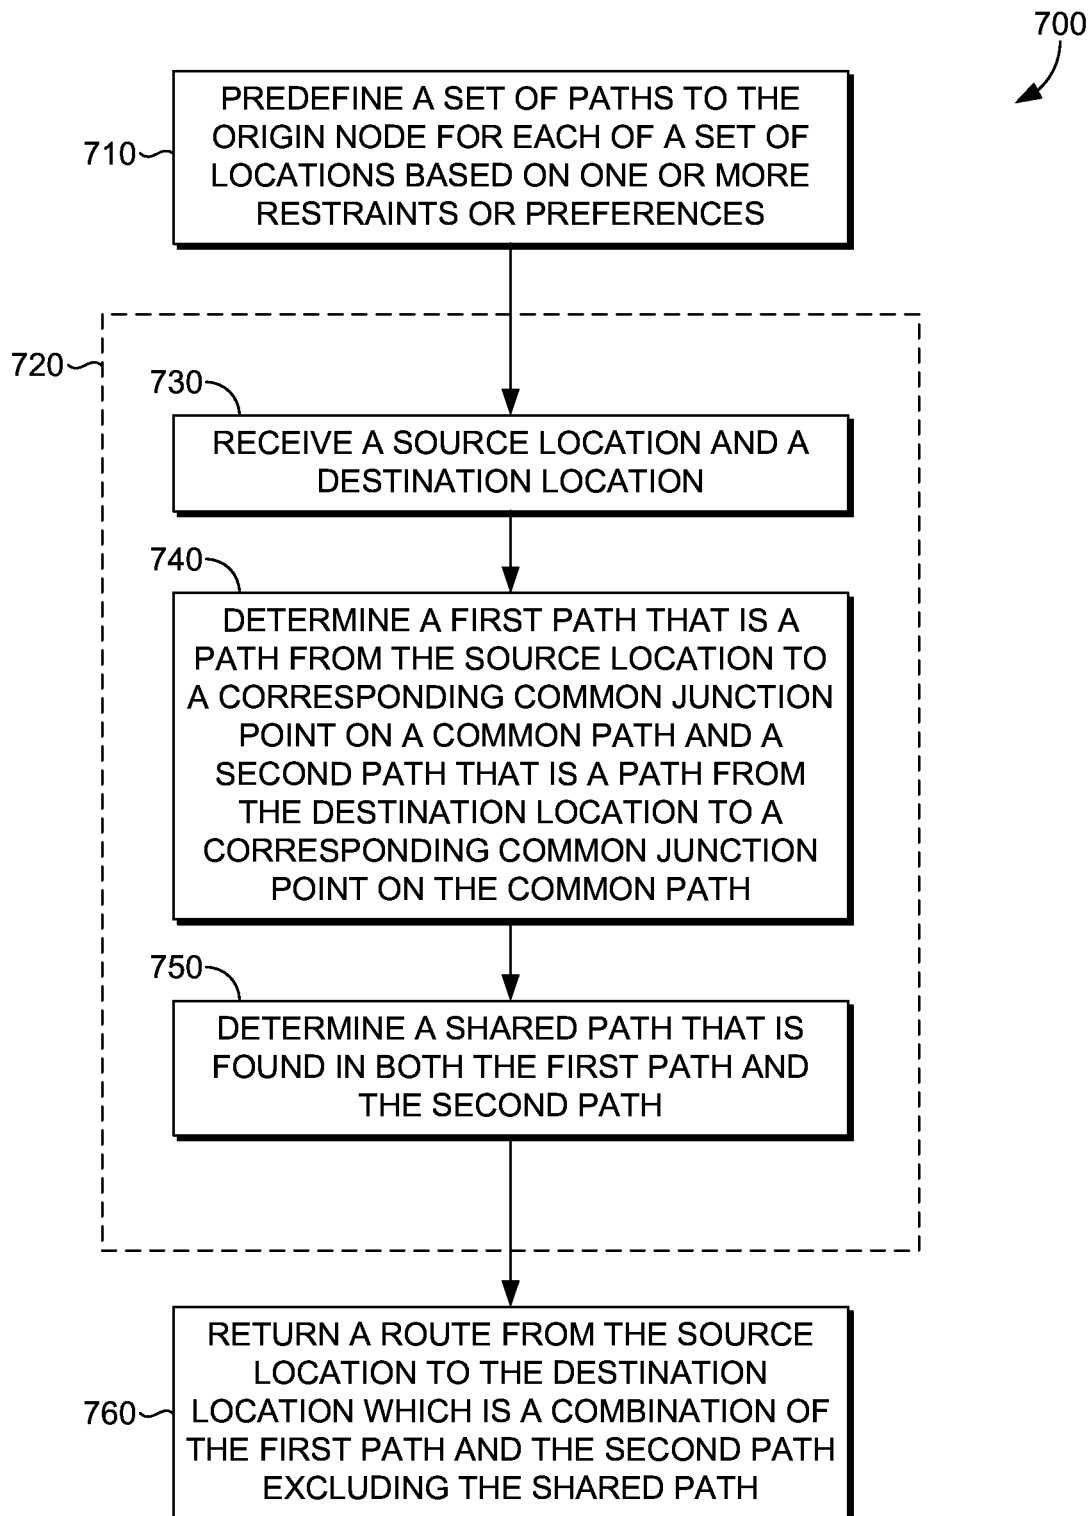 700
PREDEFINE A SET OF PATHS TO THE
ORIGIN NODE FOR EACH OF A SET OF
LOCATIONS BASED ON ONE OR MORE
RESTRAINTS OR PREFERENCES
710
720
730
RECEIVE A SOURCE LOCATION AND A
DESTINATION LOCATION
740
DETERMINE A FIRST PATH THAT IS A
PATH FROM THE SOURCE LOCATION TO
A CORRESPONDING COMMON JUNCTION
POINT ON A COMMON PATH AND A
SECOND PATH THAT IS A PATH FROM
THE DESTINATION LOCATION TO A
CORRESPONDING COMMON JUNCTION
POINT ON THE COMMON PATH
750
DETERMINE A SHARED PATH THAT IS
FOUND IN BOTH THE FIRST PATH AND
THE SECOND PATH
RETURN A ROUTE FROM THE SOURCE
LOCATION TO THE DESTINATION
LOCATION WHICH IS A COMBINATION OF
THE FIRST PATH AND THE SECOND PATH
EXCLUDING THE SHARED PATH
760